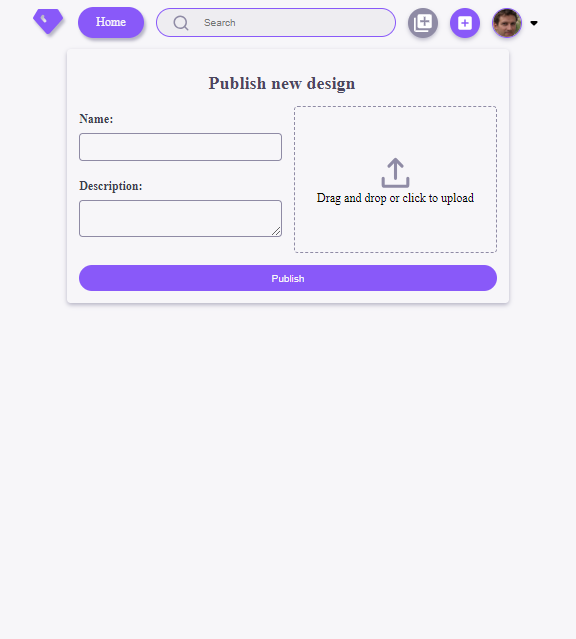 Home
Search
Publish new design
Name:
Description:
Drag and drop or click to upload
Publish